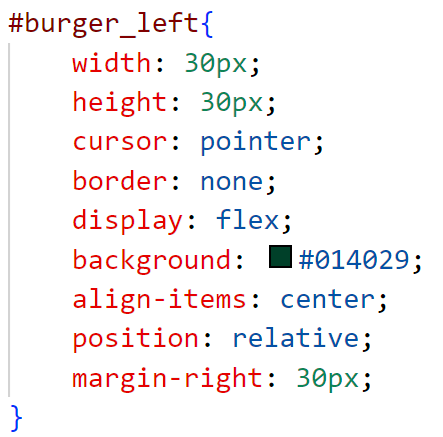 #burger_left{
    width: 30px;
    height: 30px;
    cursor: pointer;
    border: none;
    display: flex;
    background: #014029;
    align-items: center;
    position: relative;
    margin-right: 30px;
}